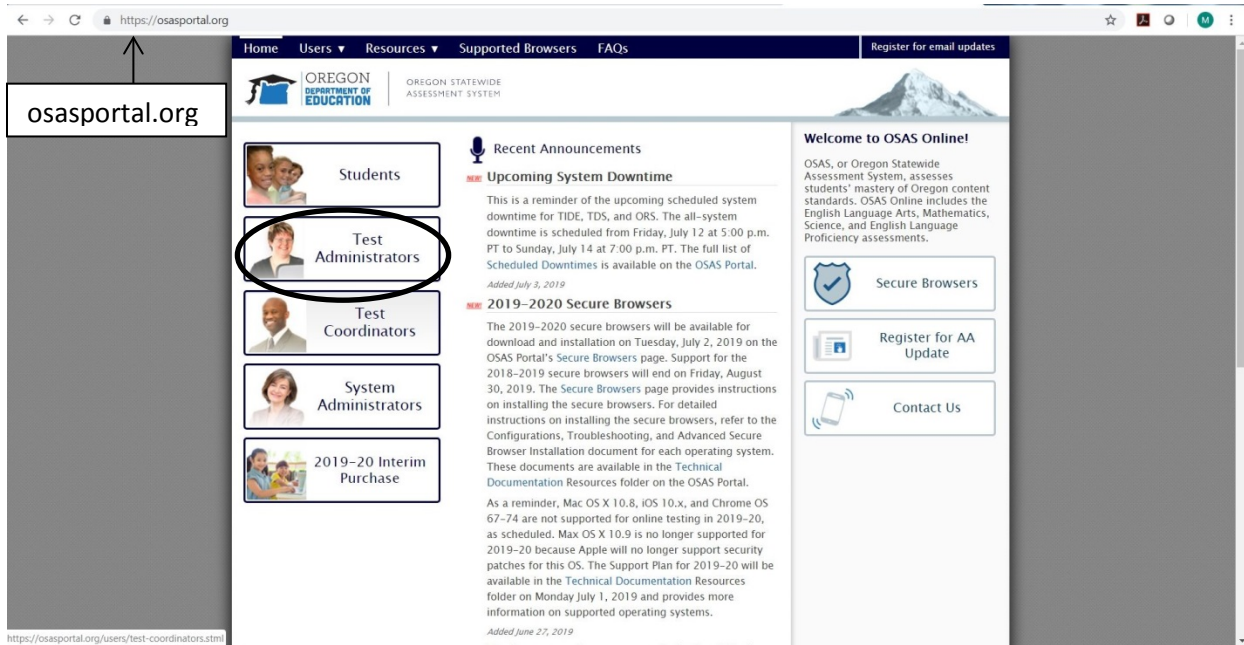 https://osasportal.org
M
osasportal.org
Home Users ▼ Resources ▼ Supported Browsers FAQs
Register for email updates
OREGON
DEPARTMENT OF
EDUCATION
OREGON STATEWIDE
ASSESSMENT SYSTEM
Students
Test
Administrators
Test
Coordinators
System
Administrators
2019-20 Interim
Purchase
Recent Announcements
NEW! Upcoming System Downtime
This is a reminder of the upcoming scheduled system
downtime for TIDE, TDS, and ORS. The all-system
downtime is scheduled from Friday, July 12 at 5:00 p.m.
PT to Sunday, July 14 at 7:00 p.m. PT. The full list of
Scheduled Downtimes is available on the OSAS Portal.
Added July 3, 2019
NEW! 2019-2020 Secure Browsers
The 2019-2020 secure browsers will be available for
download and installation on Tuesday, July 2, 2019 on the
OSAS Portal's Secure Browsers page. Support for the
2018-2019 secure browsers will end on Friday, August
30, 2019. The Secure Browsers page provides instructions
on installing the secure browsers. For detailed
instructions on installing the secure browsers, refer to the
Configurations, Troubleshooting, and Advanced Secure
Browser Installation document for each operating system.
These documents are available in the Technical
Documentation Resources folder on the OSAS Portal.
As a reminder, Mac OS X 10.8, iOS 10.x, and Chrome OS
67-74 are not supported for online testing in 2019-20,
as scheduled. Max OS X 10.9 is no longer supported for
2019-20 because Apple will no longer support security
patches for this OS. The Support Plan for 2019-20 will be
available in the Technical Documentation Resources
folder on Monday July 1, 2019 and provides more
information on supported operating systems.
Added June 27, 2019
Welcome to OSAS Online!
OSAS, or Oregon Statewide
Assessment System, assesses
students' mastery of Oregon content
standards. OSAS Online includes the
English Language Arts, Mathematics,
Science, and English Language
Proficiency assessments.
Secure Browsers
Register for AA
Update
Contact Us
https://osasportal.org/users/test-coordinators.stml